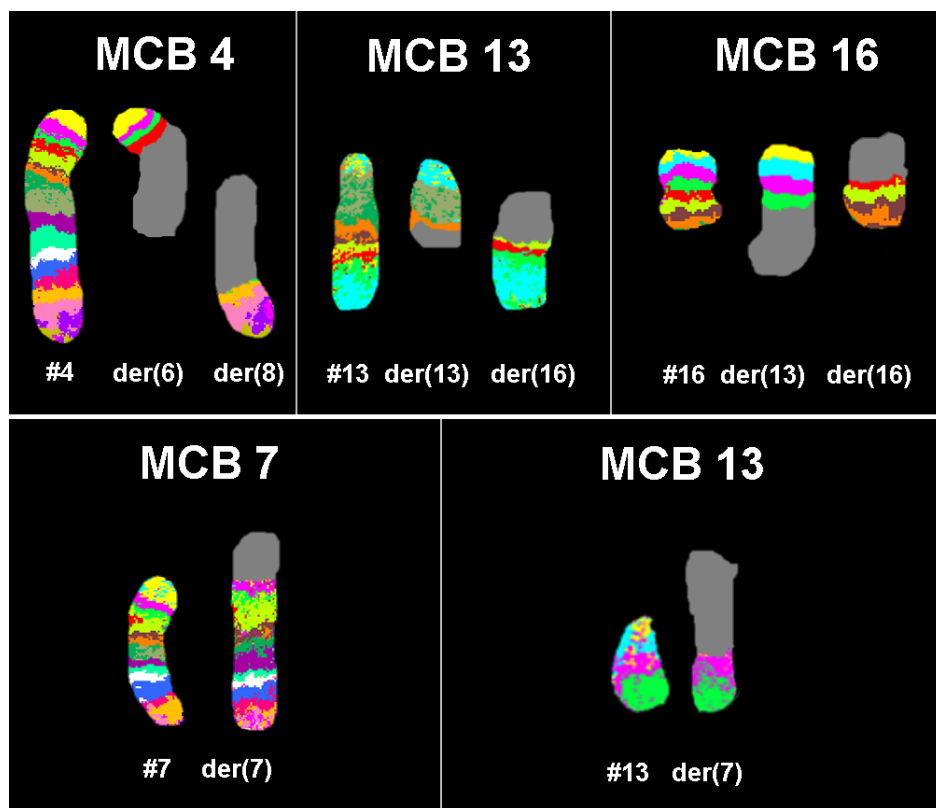 MCB 4
#4 der(6) der(8)
MCB 13
#13 der(13) der(16)
MCB 16
#16 der(13) der(16)
MCB 7
#7 der(7)
MCB 13
#13 der(7)